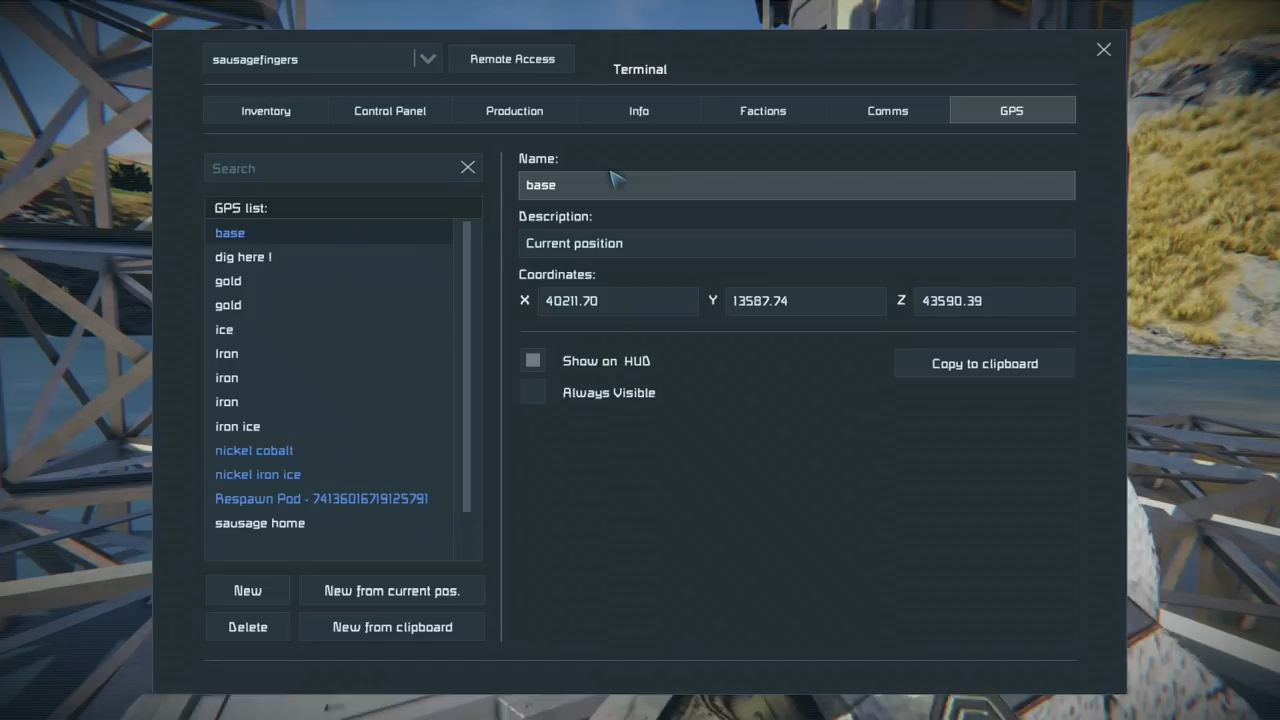 sausagefingers
Remote Access
Terminal
Inventory
Control Panel
Production
Info
Factions
Comms
GPS
Search
GPS list:
base
dig here !
gold
gold
ice
Iron
iron
iron
iron ice
nickel cobalt
nickel iron ice
Respawn Pod - 74136016719125791
sausage home
New
New from current pos.
Delete
New from clipboard
Name:
base
Description:
Current position
Coordinates:
X 40211.70 Y 13587.74 Z 43590.39
Show on HUD
Copy to clipboard
Always Visible